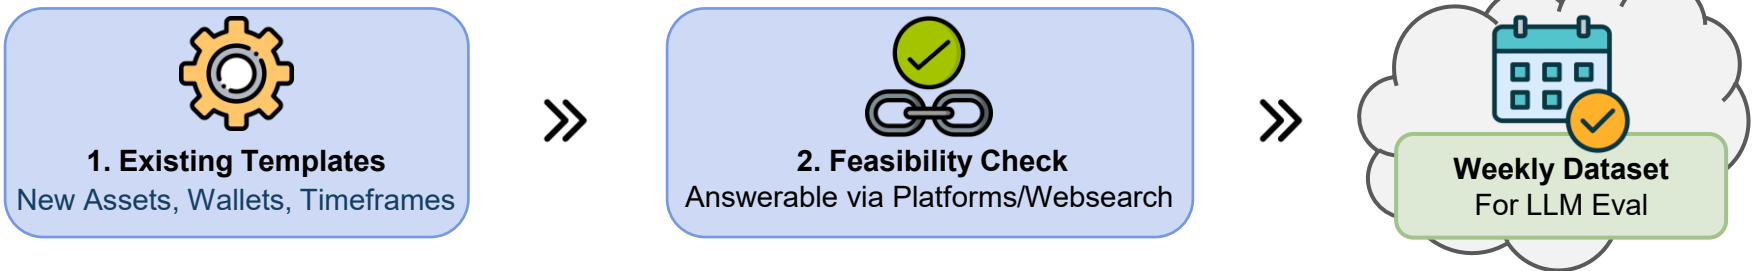 1. Existing Templates
New Assets, Wallets, Timeframes
2. Feasibility Check
Answerable via Platforms/Websearch
Weekly Dataset
For LLM Eval